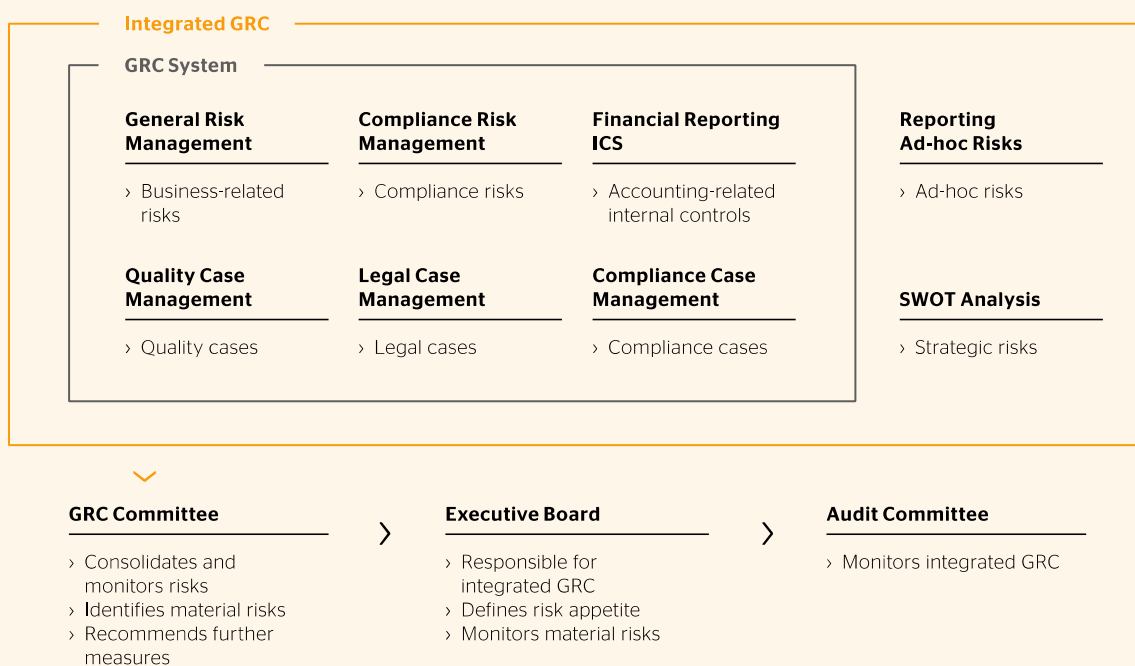 Integrated GRC
GRC System
General Risk
Management
› Business-related
risks
Compliance Risk
Management
› Compliance risks
Financial Reporting
ICS
› Accounting-related
internal controls
Reporting
Ad-hoc Risks
› Ad-hoc risks
Quality Case
Management
› Quality cases
Legal Case
Management
› Legal cases
Compliance Case
Management
› Compliance cases
SWOT Analysis
› Strategic risks
GRC Committee
› Consolidates and
monitors risks
› Identifies material risks
› Recommends further
measures
Executive Board
› Responsible for
integrated GRC
› Defines risk appetite
› Monitors material risks
Audit Committee
› Monitors integrated GRC